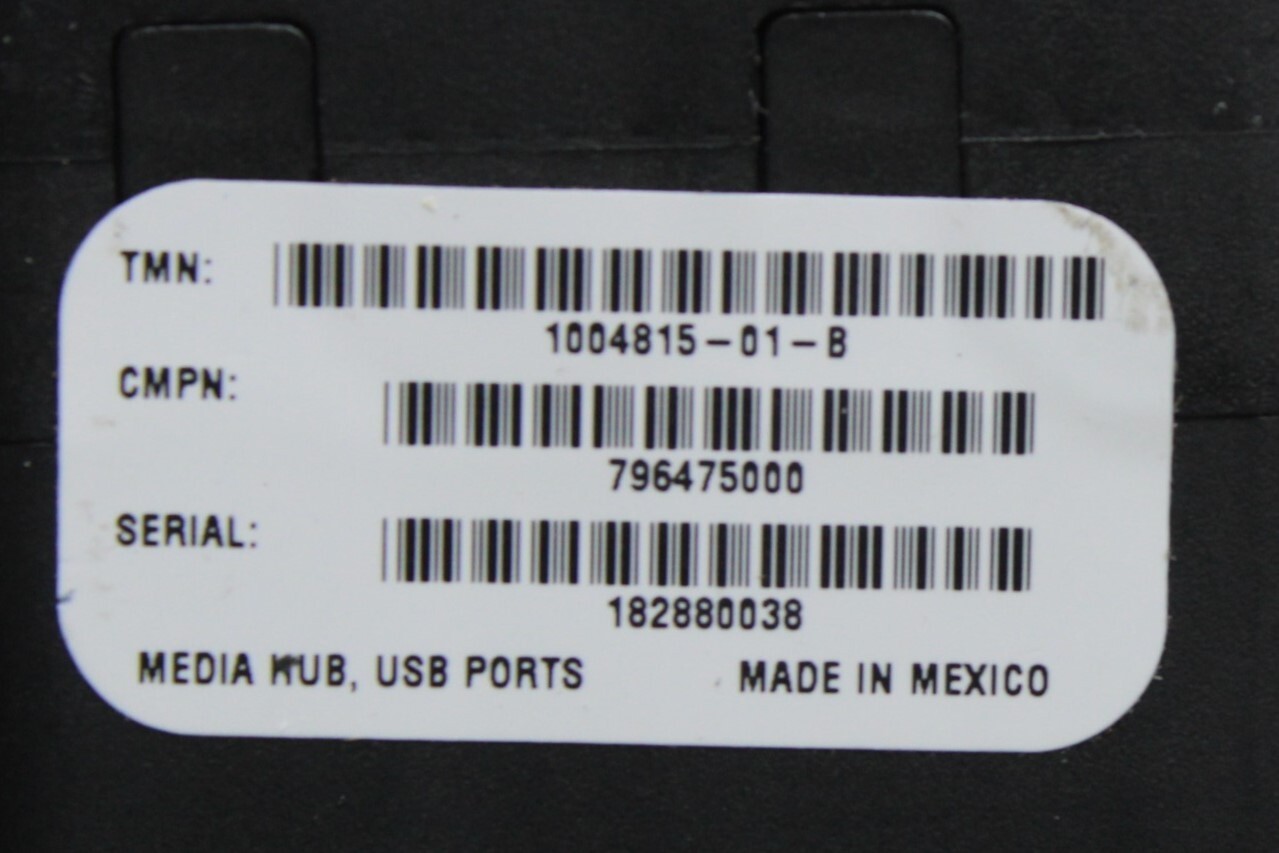 TMN:
1004815-01-B
CMPN:
796475000
SERIAL:
182880038
MEDIA HUB, USB PORTS MADE IN MEXICO